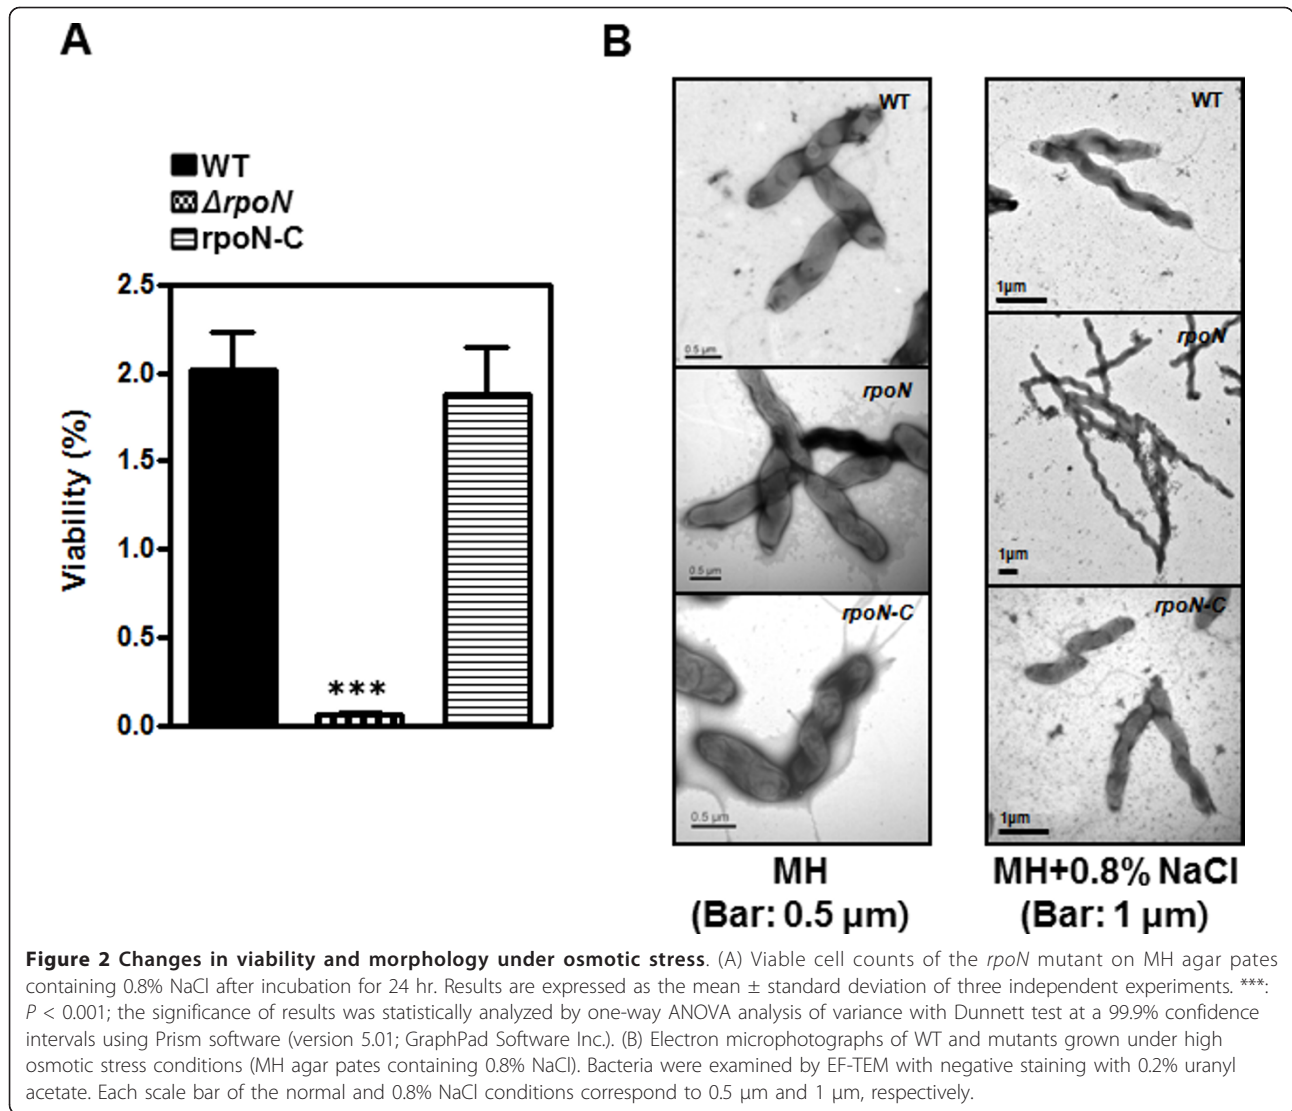 A
WT
ΔrpoN
rpoN-C
2.5
2.0
1.5
1.0
0.5
0.0
Viability (%)
***
B
WT
0.5 µm
rpoN
0.5 µm
rpoN-C
0.5 µm
MH
(Bar: 0.5 µm)
WT
1µm
rpoN
1µm
rpoN-C
1µm
MH+0.8% NaCl
(Bar: 1 µm)
Figure 2 Changes in viability and morphology under osmotic stress. (A) Viable cell counts of the rpoN mutant on MH agar pates
containing 0.8% NaCl after incubation for 24 hr. Results are expressed as the mean ± standard deviation of three independent experiments. ***:
P < 0.001; the significance of results was statistically analyzed by one-way ANOVA analysis of variance with Dunnett test at a 99.9% confidence
intervals using Prism software (version 5.01; GraphPad Software Inc.). (B) Electron microphotographs of WT and mutants grown under high
osmotic stress conditions (MH agar pates containing 0.8% NaCl). Bacteria were examined by EF-TEM with negative staining with 0.2% uranyl
acetate. Each scale bar of the normal and 0.8% NaCl conditions correspond to 0.5 µm and 1 µm, respectively.